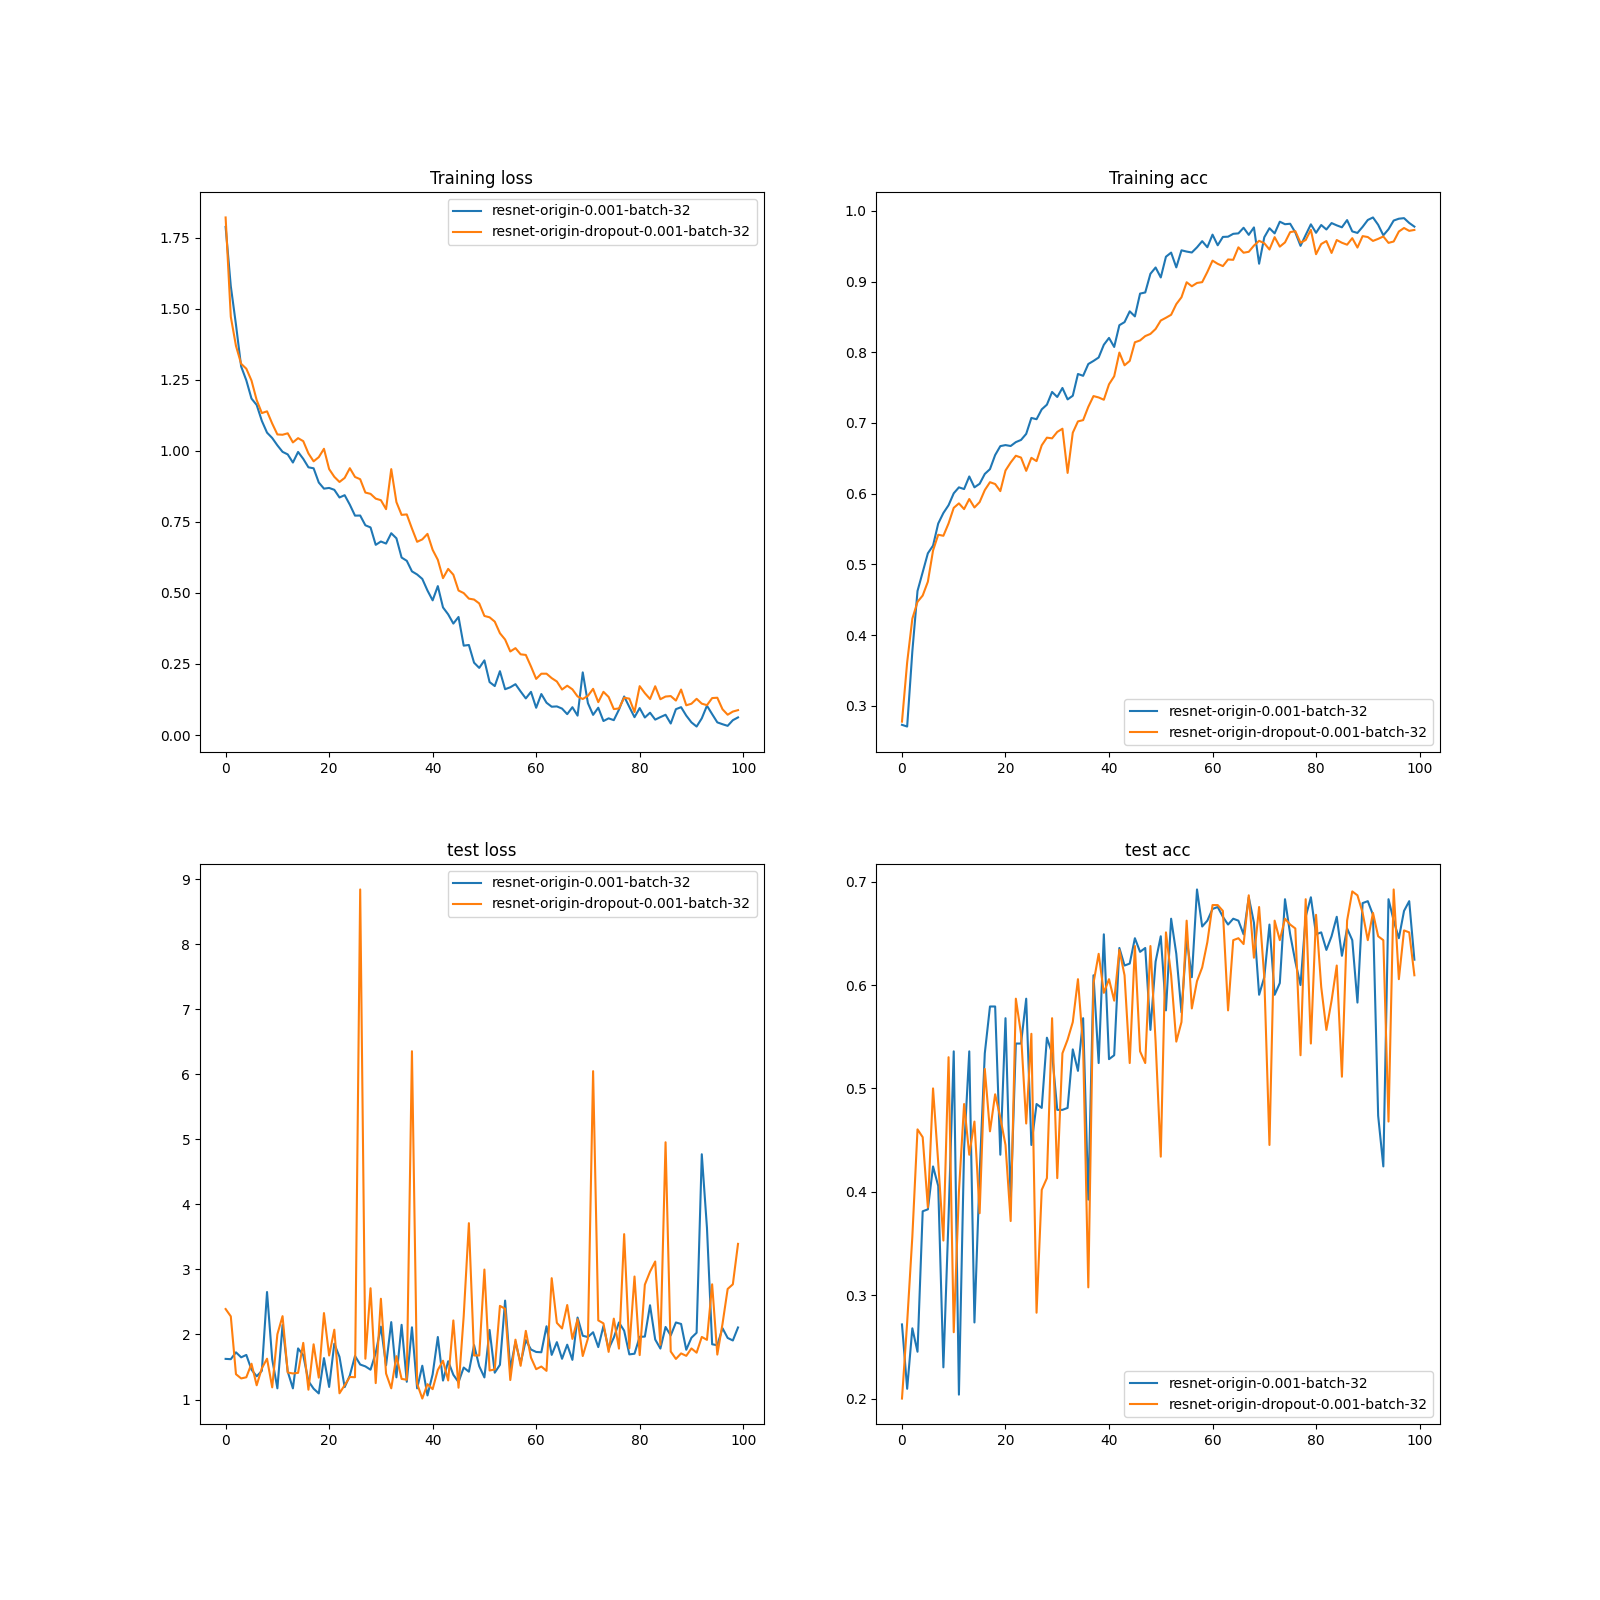 Training loss
resnet-origin-0.001-batch-32
resnet-origin-dropout-0.001-batch-32
1.75
1.50
1.25
1.00
0.75
0.50
0.25
0.00
0 20 40 60 80 100
Training acc
1.0
0.9
0.8
0.7
0.6
0.5
0.4
0.3
resnet-origin-0.001-batch-32
resnet-origin-dropout-0.001-batch-32
0 20 40 60 80 100
test loss
resnet-origin-0.001-batch-32
resnet-origin-dropout-0.001-batch-32
9
8
7
6
5
4
3
2
1
0 20 40 60 80 100
test acc
0.7
0.6
0.5
0.4
0.3
0.2
resnet-origin-0.001-batch-32
resnet-origin-dropout-0.001-batch-32
0 20 40 60 80 100